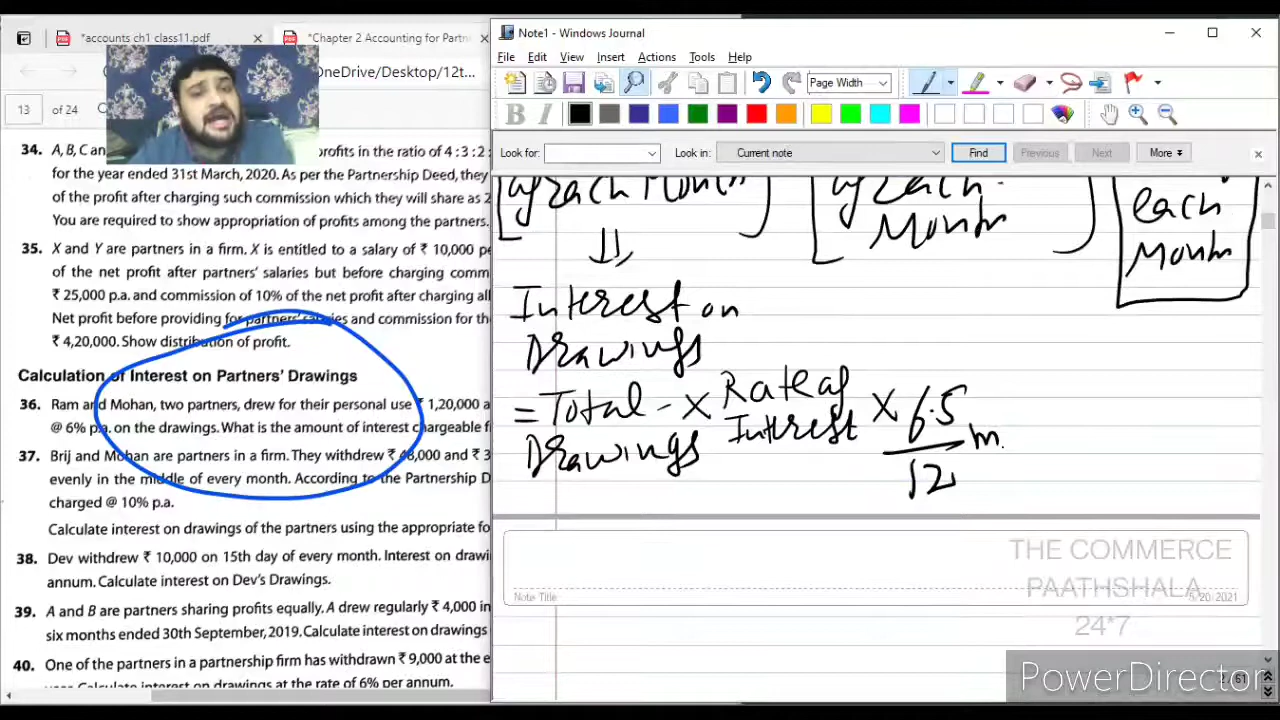 *accounts ch1 class11.pdf
*Chapter 2 Accounting for Partn
OneDrive/Desktop/12t...
13 of 24
34. A, B, C an
profits in the ratio of 4 : 3 : 2 :
for the year ended 31st March, 2020. As per the Partnership Deed, they
of the profit after charging such commission which they will share as 2
You are required to show appropriation of profits among the partners.
35. X and Y are partners in a firm. X is entitled to a salary of ₹ 10,000 pe
of the net profit after partners' salaries but before charging comm
₹ 25,000 p.a. and commission of 10% of the net profit after charging all
Net profit before providing for partners' salaries and commission for th
₹ 4,20,000. Show distribution of profit.
Calculation of Interest on Partners' Drawings
36. Ram and Mohan, two partners, drew for their personal use ₹ 1,20,000 a
@ 6% p.a. on the drawings. What is the amount of interest chargeable f
37. Brij and Mohan are partners in a firm. They withdrew ₹ 48,000 and ₹ 3
evenly in the middle of every month. According to the Partnership D
charged @ 10% p.a.
Calculate interest on drawings of the partners using the appropriate fo
38. Dev withdrew ₹ 10,000 on 15th day of every month. Interest on drawi
annum. Calculate interest on Dev's Drawings.
39. A and B are partners sharing profits equally. A drew regularly ₹ 4,000 in
six months ended 30th September, 2019. Calculate interest on drawings
40. One of the partners in a partnership firm has withdrawn ₹ 9,000 at the e
year. Calculate interest on drawings at the rate of 6% per annum.
Note1 - Windows Journal
File Edit View Insert Actions Tools Help
Page Width
B I
Look for: Look in: Current note Find Previous Next More
of each Month
of each Month
each
Month
Interest on
Drawings
= Total × Rate of × 6.5
Drawings Interest 12 m
THE COMMERCE
PAATHSHALA
Note Title 5/20/2021
24*7
PowerDirector